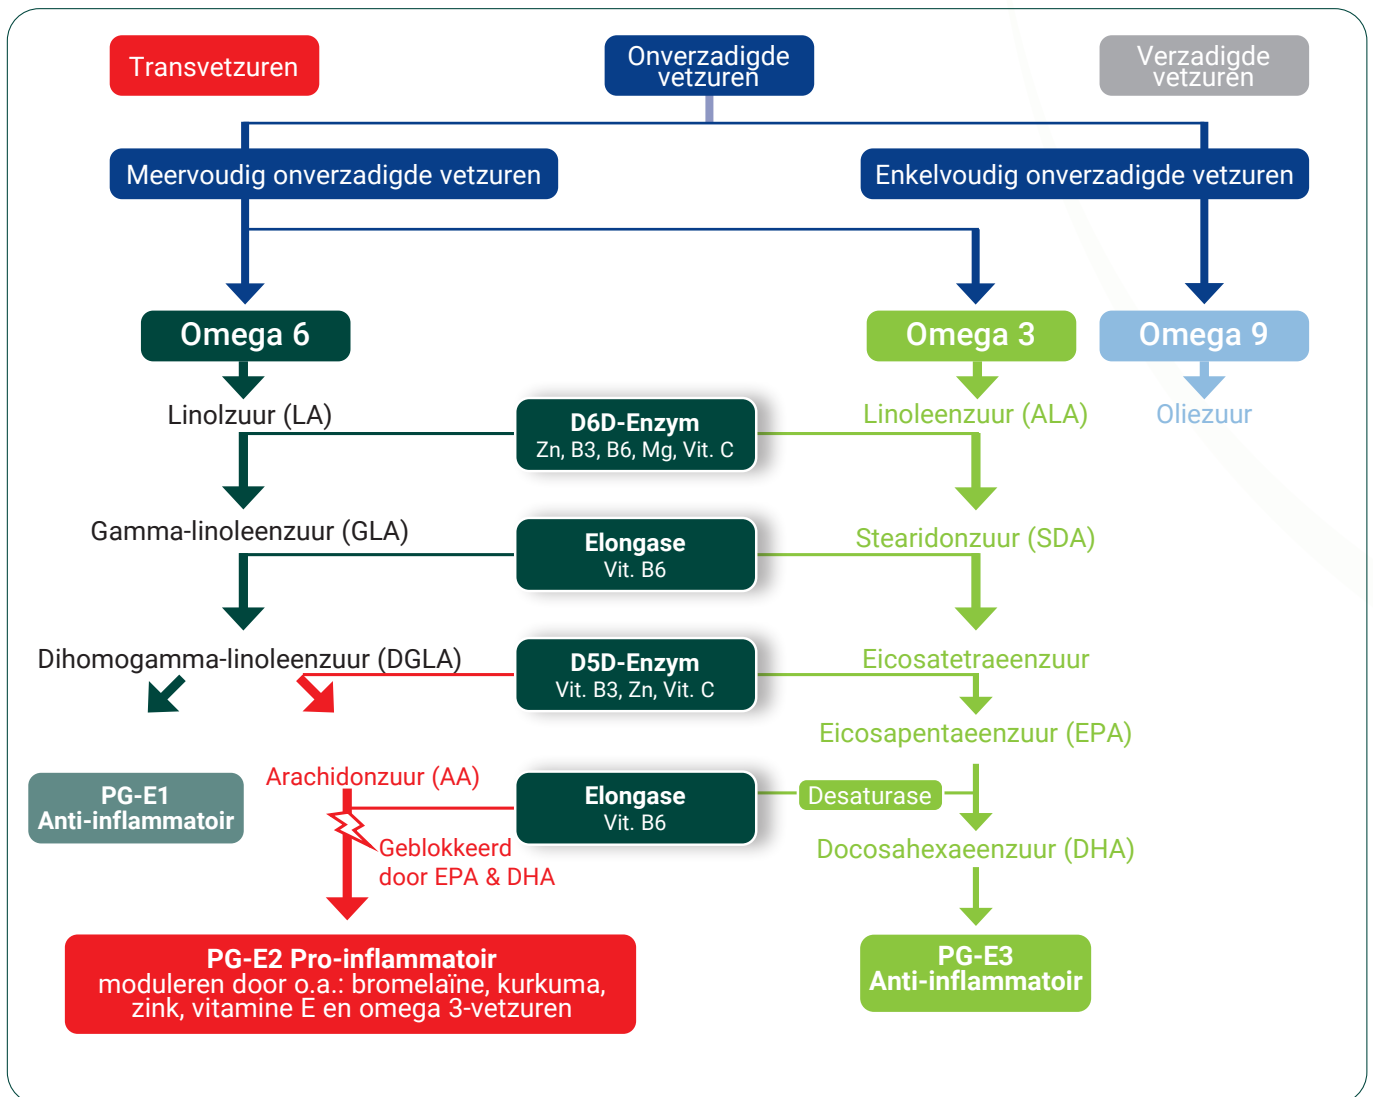 Transvetzuren
Onverzadigde
vetzuren
Verzadigde
vetzuren
Meervoudig onverzadigde vetzuren
Enkelvoudig onverzadigde vetzuren
Omega 6
Omega 3
Omega 9
Linolzuur (LA)
D6D-Enzym
Zn, B3, B6, Mg, Vit. C
Linoleenzuur (ALA)
Oliezuur
Gamma-linoleenzuur (GLA)
Elongase
Vit. B6
Stearidonzuur (SDA)
Dihomogamma-linoleenzuur (DGLA)
D5D-Enzym
Vit. B3, Zn, Vit. C
Eicosatetraeenzuur
Eicosapentaeenzuur (EPA)
PG-E1
Anti-inflammatoir
Arachidonzuur (AA)
Elongase
Vit. B6
Desaturase
Geblokkeerd
door EPA & DHA
Docosahexaeenzuur (DHA)
PG-E2 Pro-inflammatoir
moduleren door o.a.: bromelaïne, kurkuma,
zink, vitamine E en omega 3-vetzuren
PG-E3
Anti-inflammatoir